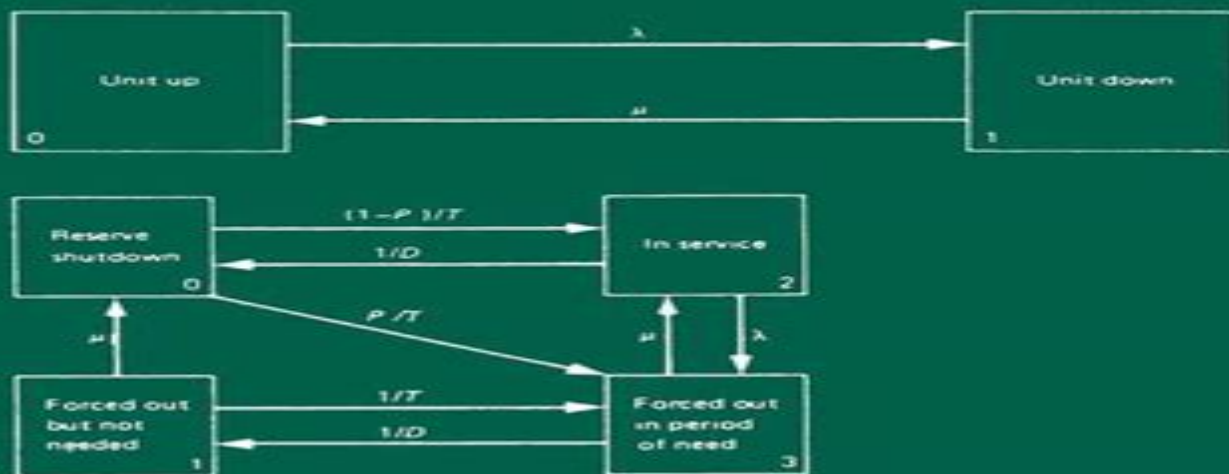 λ
Unit up
Unit down
μ
0
1
(1-P)/T
Reserve
shutdown
In service
1/D
0
2
P/T
μ
μ
λ
Forced out
but not
needed
1/T
Forced out
in period
of need
1/D
1
3